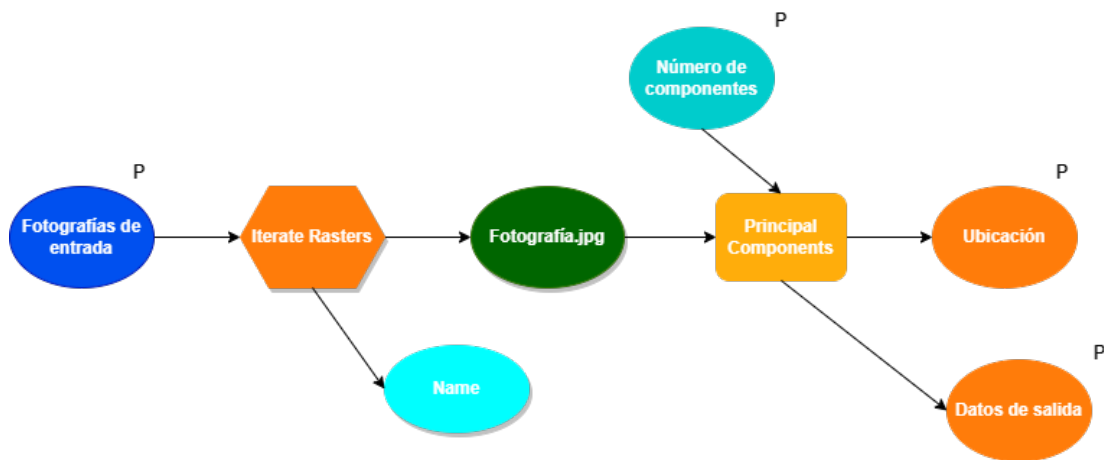 P
Número de
componentes
P
P
Fotografías de
entrada
Iterate Rasters
Fotografía.jpg
Principal
Components
Ubicación
P
Name
Datos de salida